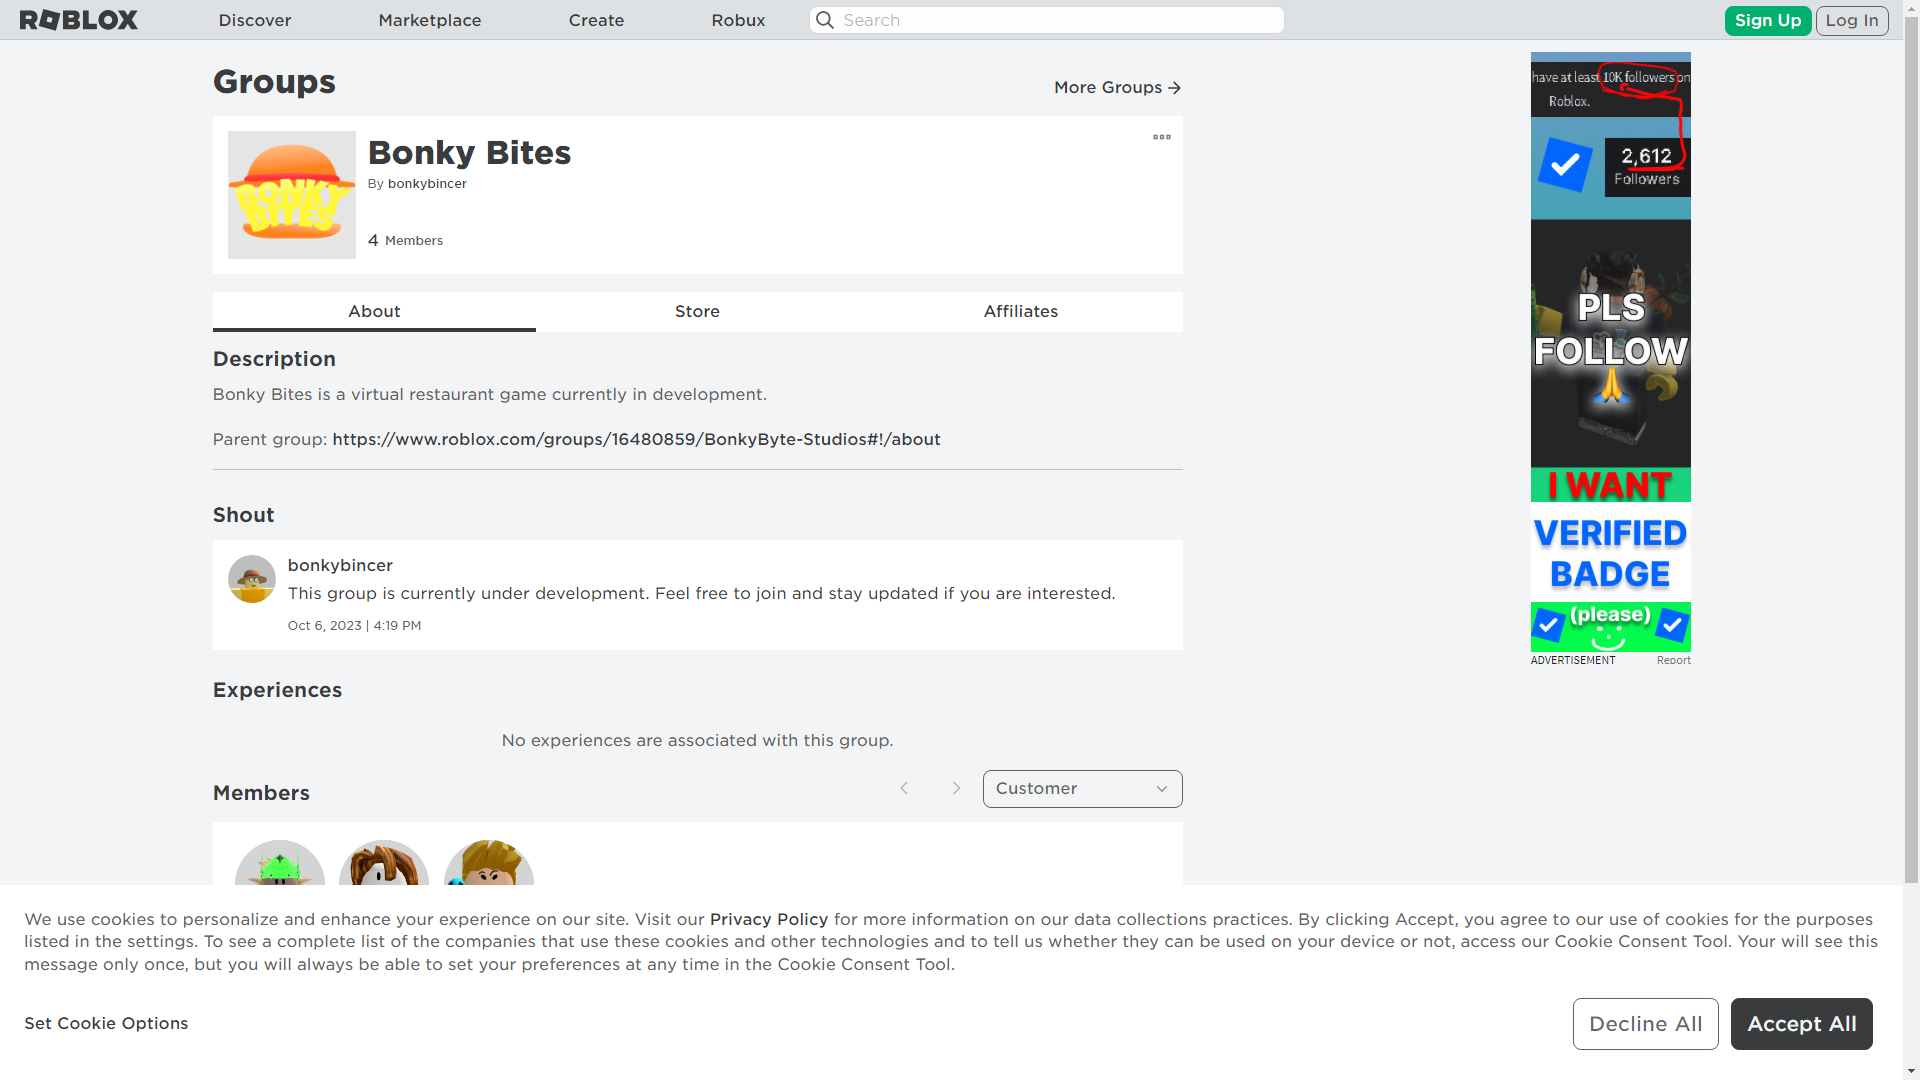 ROBLOX
Discover
Marketplace
Create
Robux
Search
Sign Up
Log In
Groups
More Groups
Bonky Bites
By bonkybincer
4 Members
BONKY
BITES
About
Store
Affiliates
Description
Bonky Bites is a virtual restaurant game currently in development.
Parent group: https://www.roblox.com/groups/16480859/BonkyByte-Studios#!/about
Shout
bonkybincer
This group is currently under development. Feel free to join and stay updated if you are interested.
Oct 6, 2023 | 4:19 PM
Experiences
No experiences are associated with this group.
Members
Customer
have at least 10K followers on
Roblox.
2,612
Followers
PLS
FOLLOW
I WANT
VERIFIED
BADGE
(please)
ADVERTISEMENT
Report
We use cookies to personalize and enhance your experience on our site. Visit our Privacy Policy for more information on our data collections practices. By clicking Accept, you agree to our use of cookies for the purposes
listed in the settings. To see a complete list of the companies that use these cookies and other technologies and to tell us whether they can be used on your device or not, access our Cookie Consent Tool. Your will see this
message only once, but you will always be able to set your preferences at any time in the Cookie Consent Tool.
Set Cookie Options
Decline All
Accept All